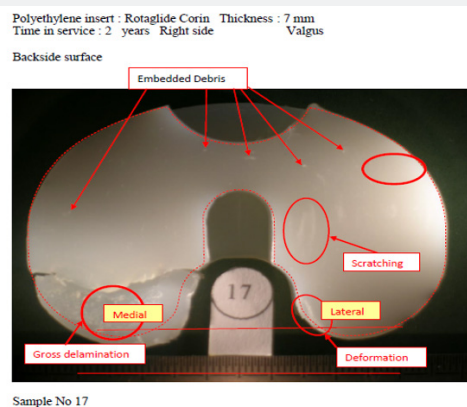 Polyethylene insert : Rotaglide Corin Thickness : 7 mm
Time in service : 2 years Right side Valgus
Backside surface
Embedded Debris
Scratching
17
Medial
Lateral
Gross delamination
Deformation
Sample No 17